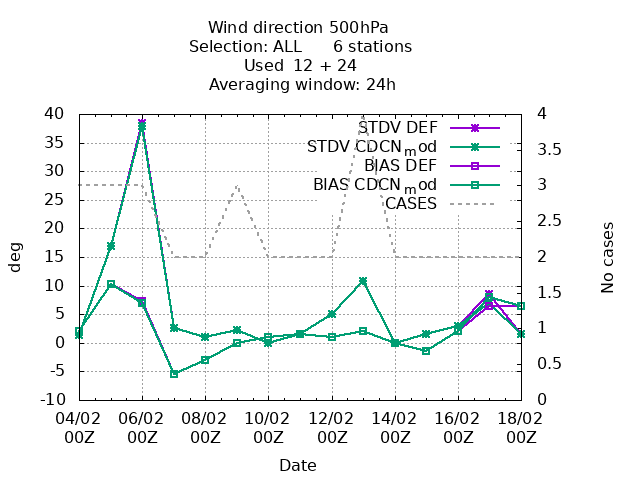 Wind direction 500hPa
Selection: ALL      6 stations
Used  12 + 24
Averaging window: 24h
STDV DEF
STDV CDCNmod
BIAS DEF
BIAS CDCNmod
CASES
40
35
30
25
20
15
10
5
0
-5
-10
deg
4
3.5
3
2.5
2
1.5
1
0.5
0
No cases
04/02 06/02 08/02 10/02 12/02 14/02 16/02 18/02
00Z 00Z 00Z 00Z 00Z 00Z 00Z 00Z
Date